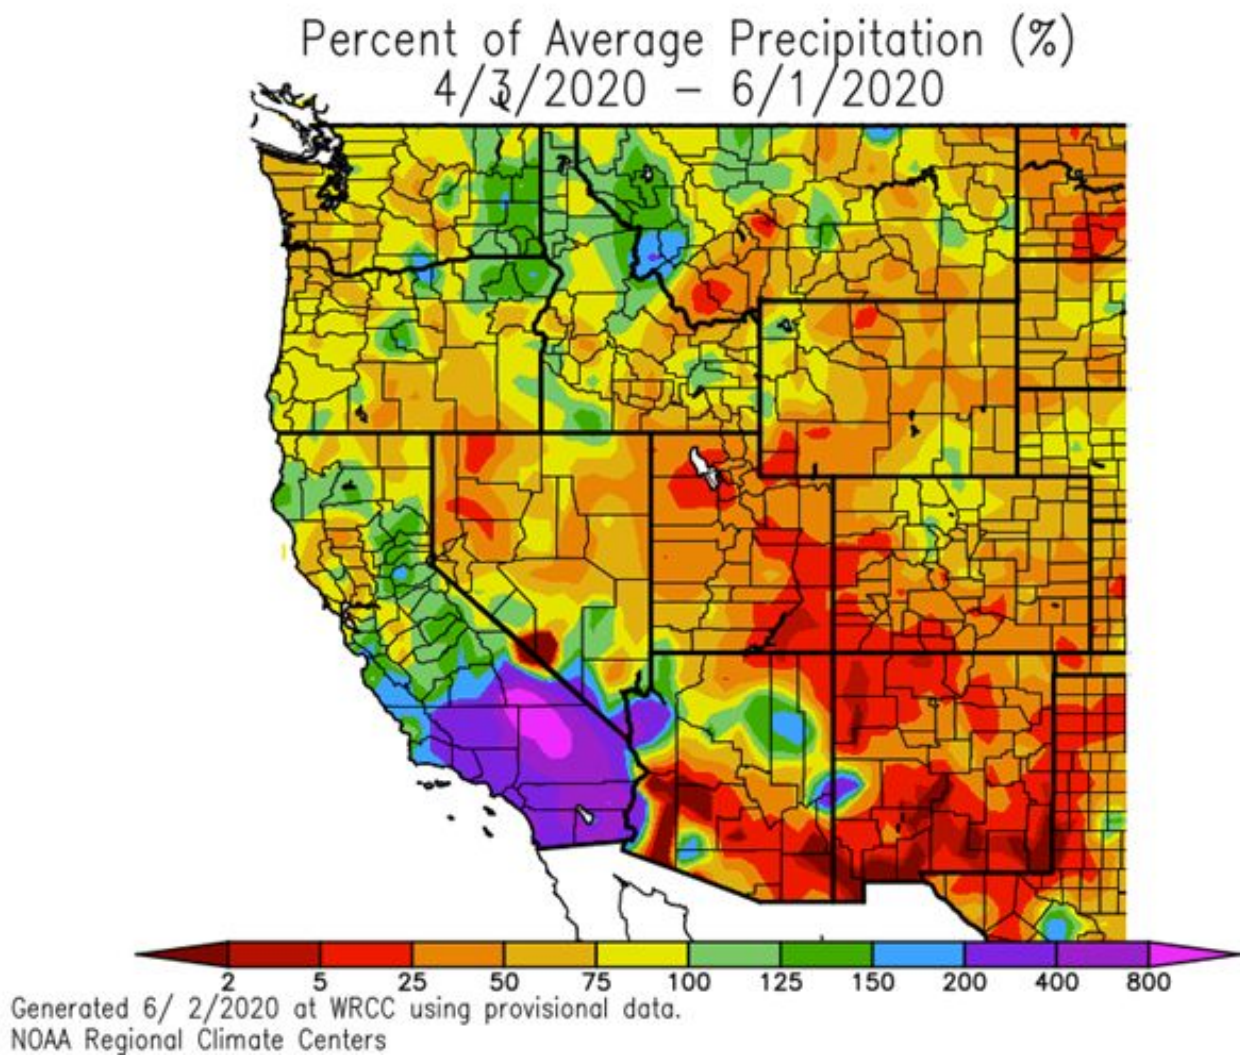 Percent of Average Precipitation (%)
4/3/2020 – 6/1/2020
2 5 25 50 75 100 125 150 200 400 800
Generated 6/ 2/2020 at WRCC using provisional data.
NOAA Regional Climate Centers